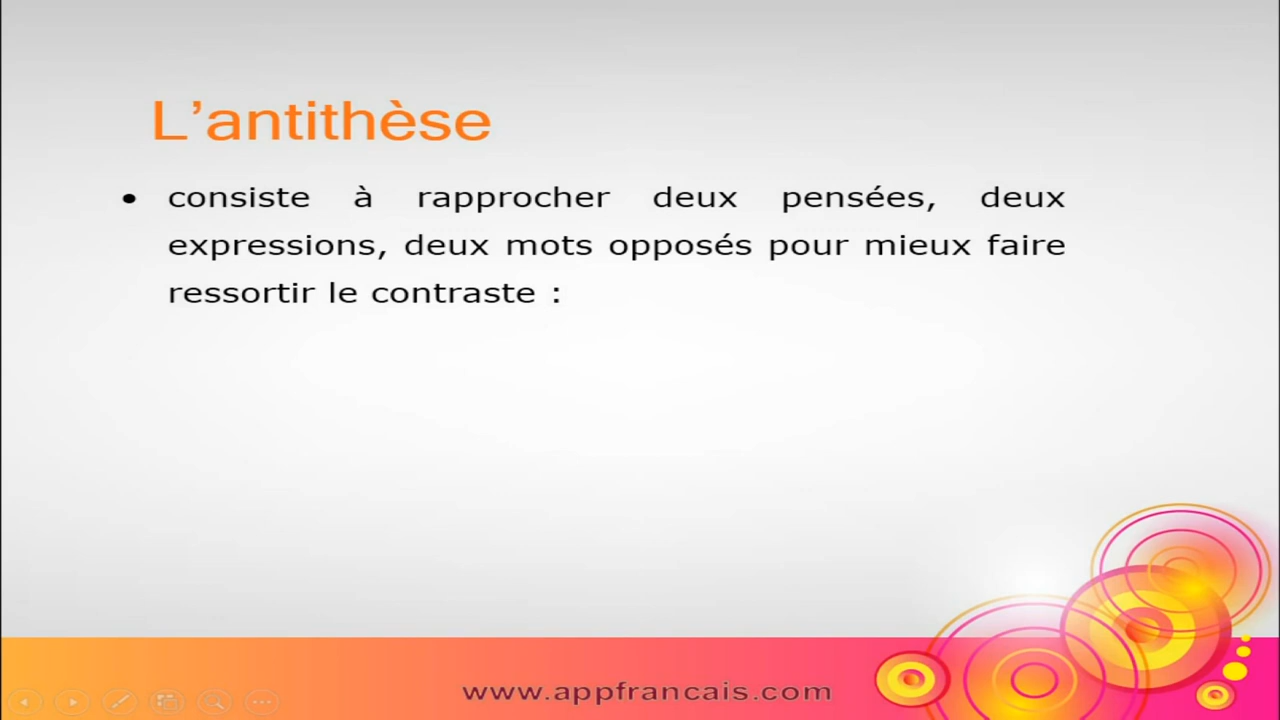 L’antithèse
• consiste à rapprocher deux pensées, deux
expressions, deux mots opposés pour mieux faire
ressortir le contraste :
www.appfrancais.com